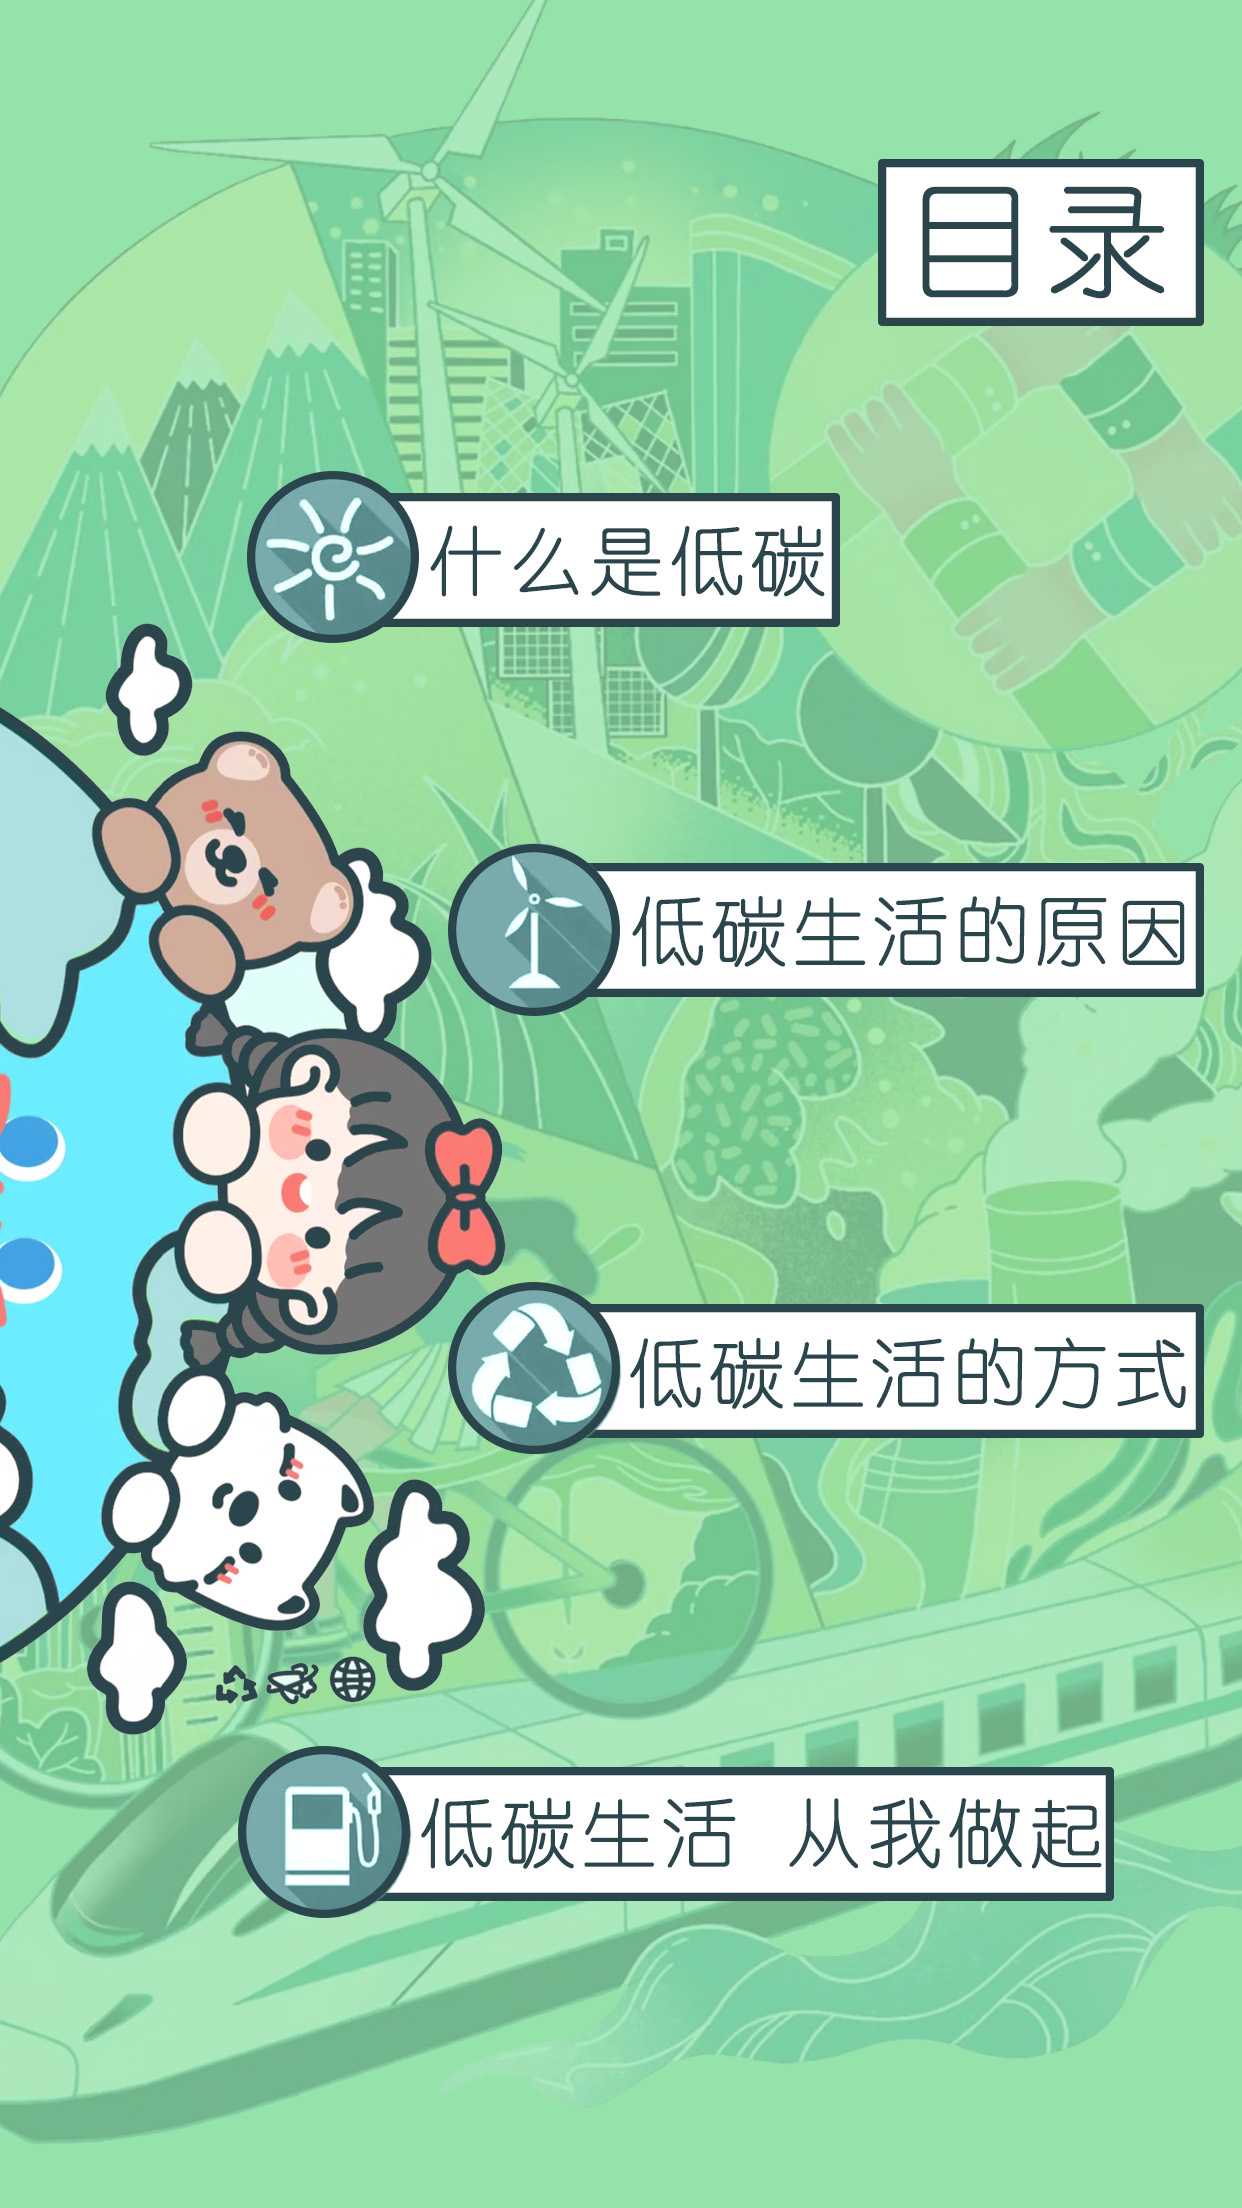 目录
什么是低碳
低碳生活的原因
低碳生活的方式
低碳生活 从我做起